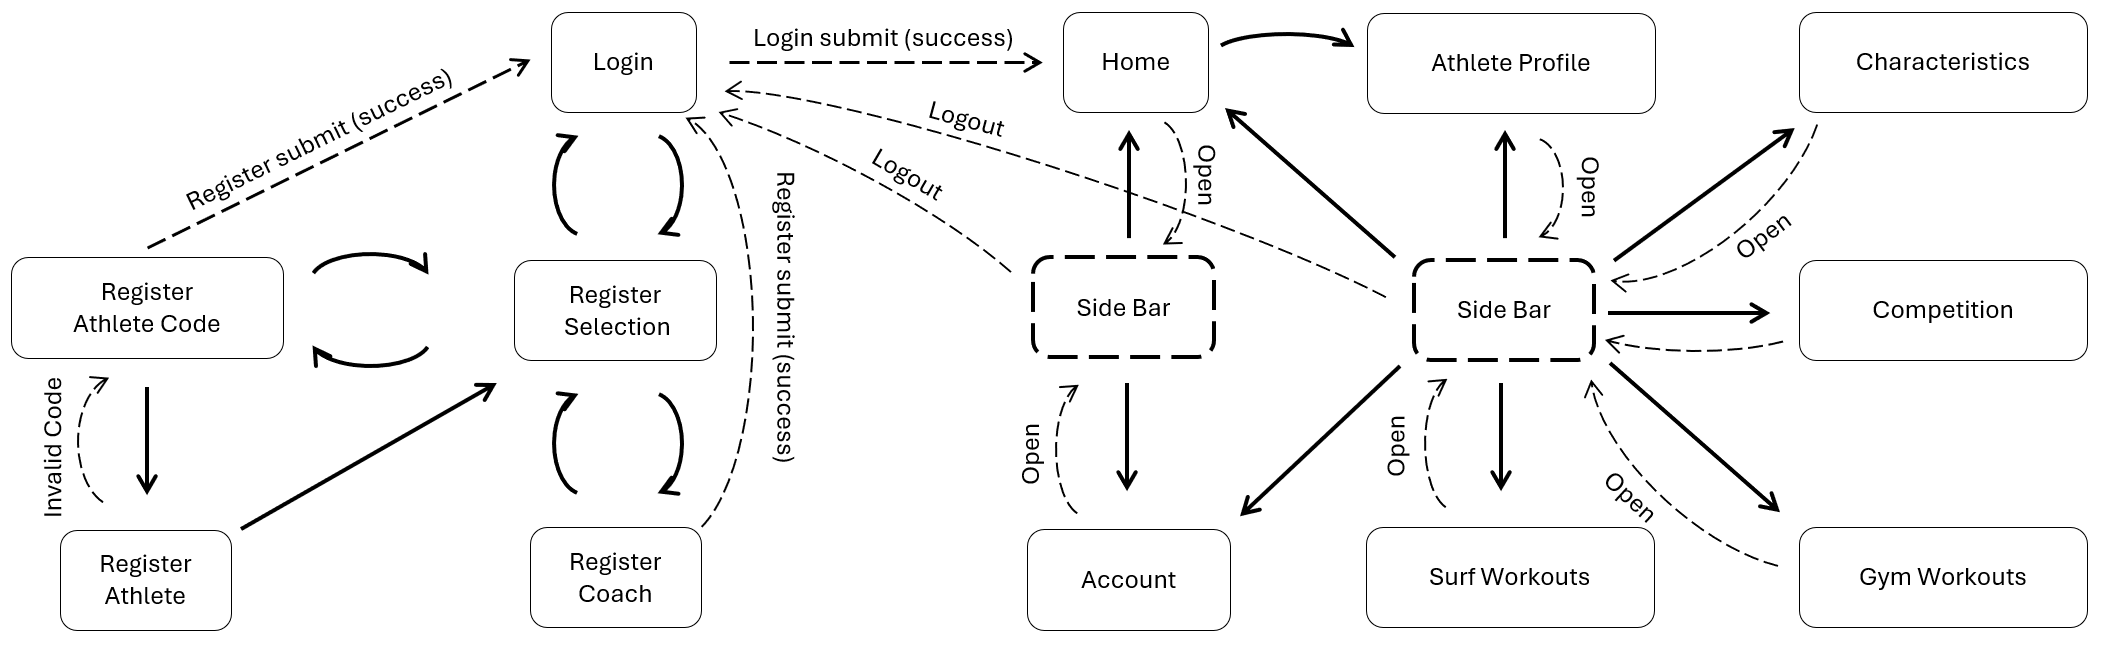 Login
Login submit (success)
Home
Athlete Profile
Characteristics
Register submit (success)
Logout
Logout
Open
Open
Open
Register submit (success)
Register
Athlete Code
Register
Selection
Side Bar
Side Bar
Competition
Invalid Code
Open
Open
Open
Register
Athlete
Register
Coach
Account
Surf Workouts
Gym Workouts